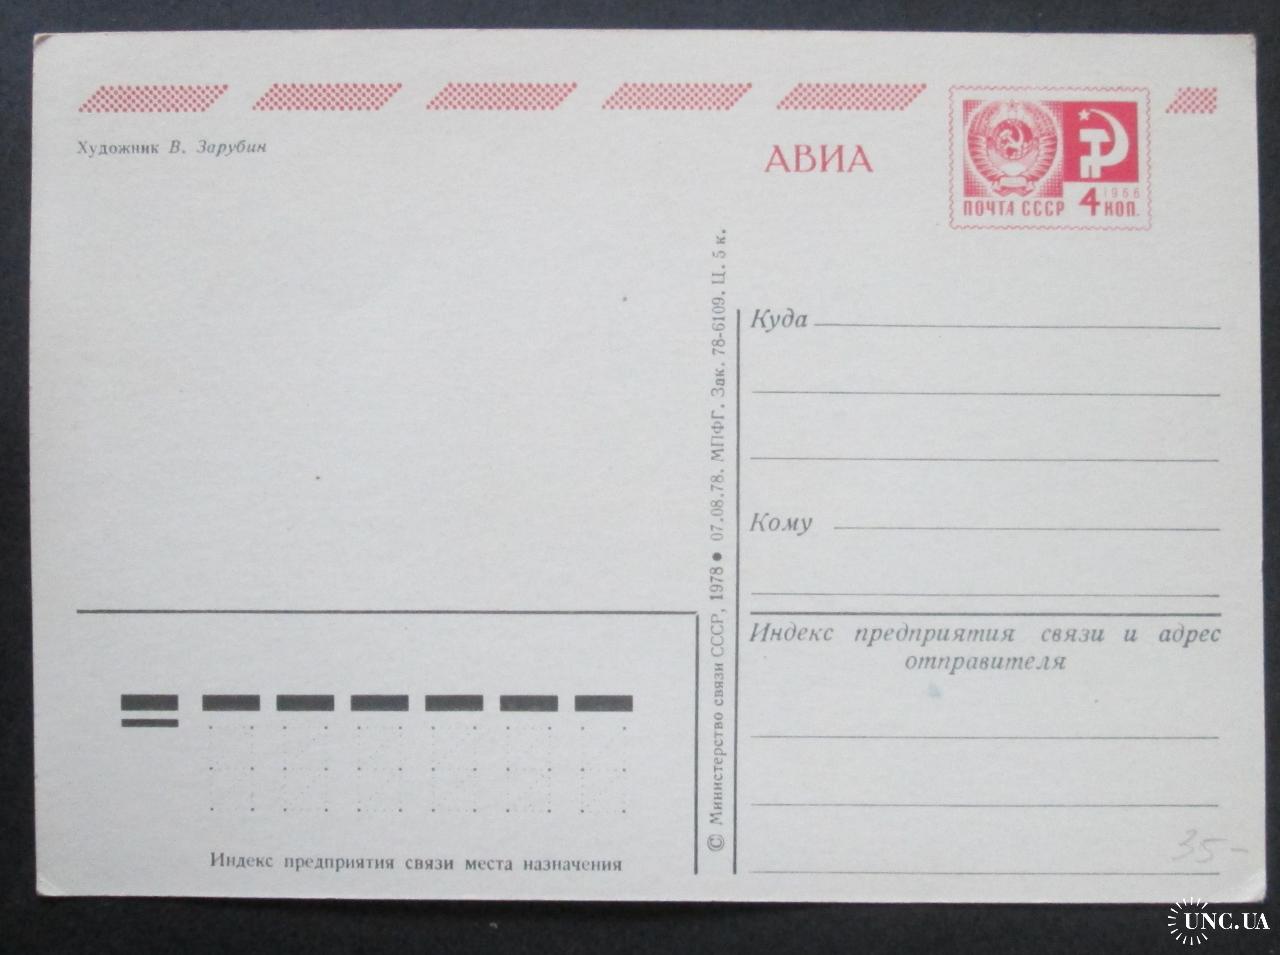 Художник В. Зарубин
АВИА
1966
ПОЧТА СССР 4 КОП.
© Министерство связи СССР, 1978 ● 07.08.78. МПФГ. Зак. 78-6109. Ц. 5 к.
Куда
Кому
Индекс предприятия связи и адрес
отправителя
Индекс предприятия связи места назначения
35-
UNC.UA